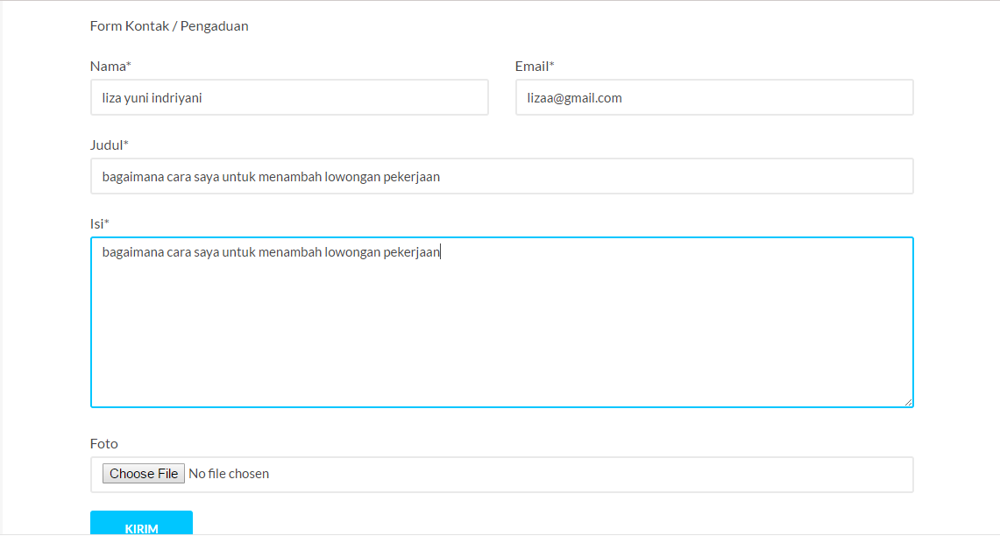 Form Kontak / Pengaduan
Nama*
Email*
liza yuni indriyani
lizaa@gmail.com
Judul*
bagaimana cara saya untuk menambah lowongan pekerjaan
Isi*
bagaimana cara saya untuk menambah lowongan pekerjaan
Foto
Choose File No file chosen
KIRIM